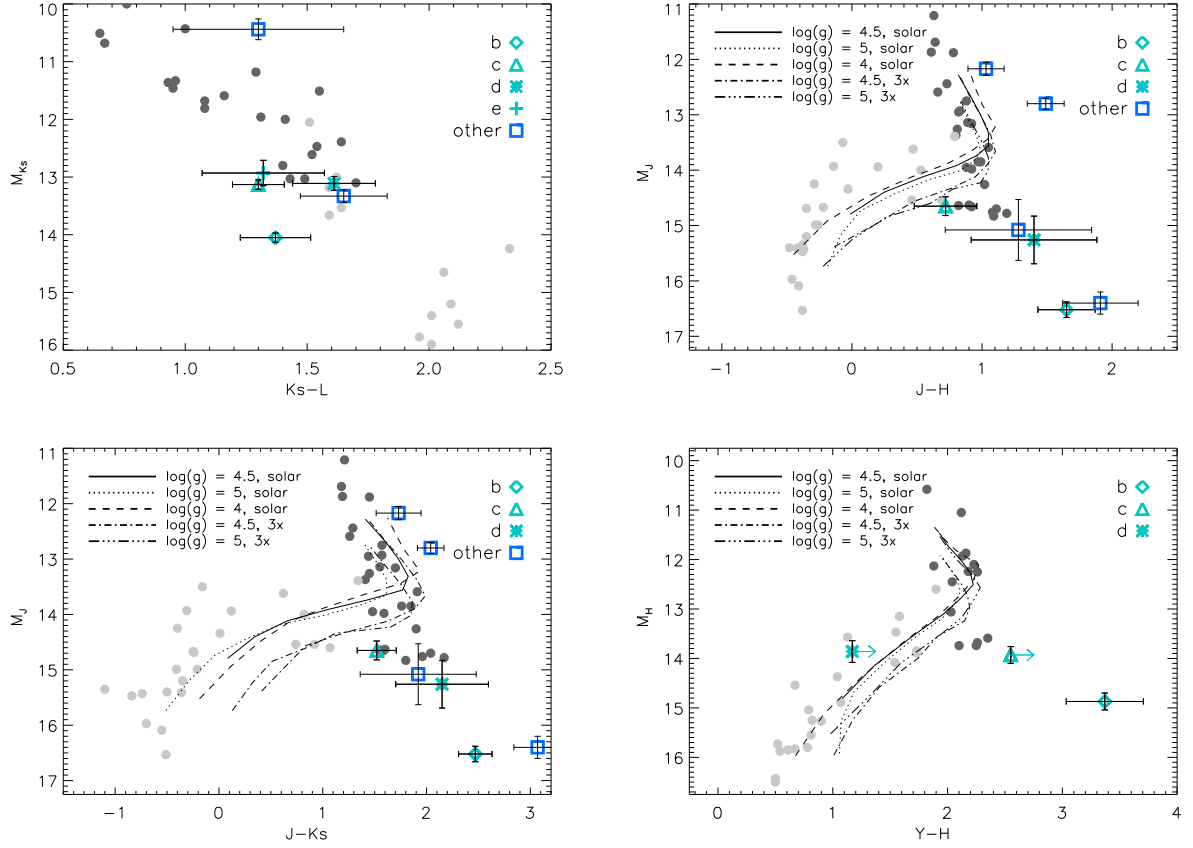 10
11
12
13
14
15
16
M_Ks
0.5 1.0 1.5 2.0 2.5
Ks−L
b
c
d
e
other
11
12
13
14
15
16
17
M_J
−1 0 1 2
J−H
log(g) = 4.5, solar
log(g) = 5, solar
log(g) = 4, solar
log(g) = 4.5, 3x
log(g) = 5, 3x
b
c
d
other
11
12
13
14
15
16
17
M_J
−1 0 1 2 3
J−Ks
log(g) = 4.5, solar
log(g) = 5, solar
log(g) = 4, solar
log(g) = 4.5, 3x
log(g) = 5, 3x
b
c
d
other
10
11
12
13
14
15
16
M_H
0 1 2 3 4
Y−H
log(g) = 4.5, solar
log(g) = 5, solar
log(g) = 4, solar
log(g) = 4.5, 3x
log(g) = 5, 3x
b
c
d